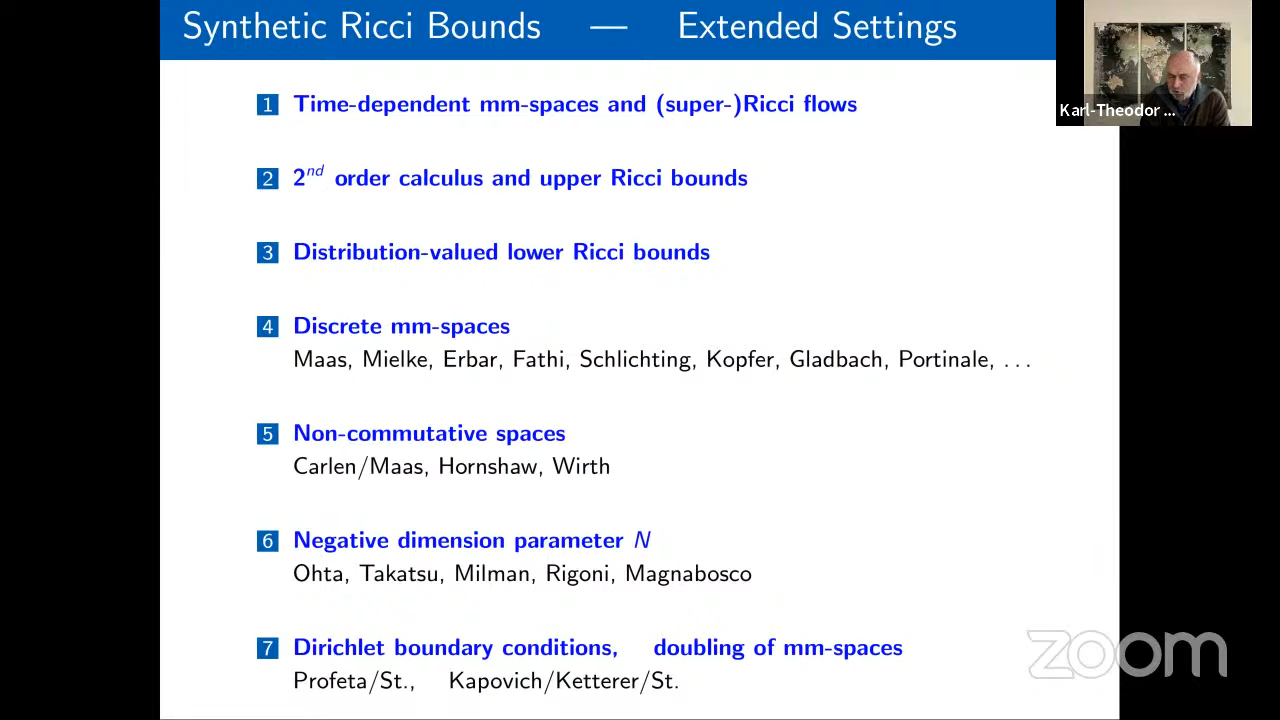 Synthetic Ricci Bounds — Extended Settings
Karl-Theodor ...
1 Time-dependent mm-spaces and (super-)Ricci flows
2 2nd order calculus and upper Ricci bounds
3 Distribution-valued lower Ricci bounds
4 Discrete mm-spaces
Maas, Mielke, Erbar, Fathi, Schlichting, Kopfer, Gladbach, Portinale, ...
5 Non-commutative spaces
Carlen/Maas, Hornshaw, Wirth
6 Negative dimension parameter N
Ohta, Takatsu, Milman, Rigoni, Magnabosco
7 Dirichlet boundary conditions, doubling of mm-spaces
Profeta/St., Kapovich/Ketterer/St.
zoom